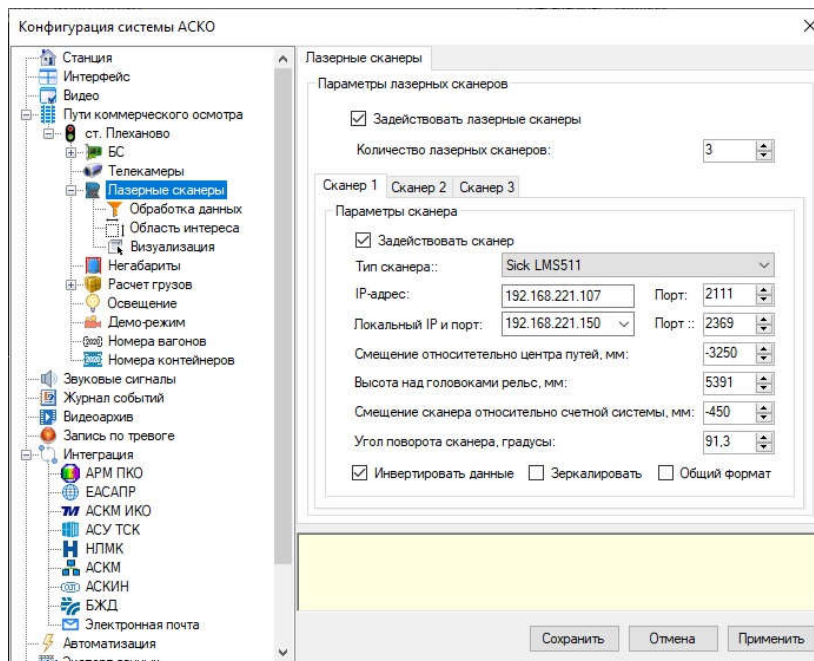 Конфигурация системы АСКО
Станция
Интерфейс
Видео
Пути коммерческого осмотра
ст. Плеханово
БС
Телекамеры
Лазерные сканеры
Обработка данных
Область интереса
Визуализация
Негабариты
Расчет грузов
Освещение
Демо-режим
Номера вагонов
Номера контейнеров
Звуковые сигналы
Журнал событий
Видеоархив
Запись по тревоге
Интеграция
АРМ ПКО
ЕАСАПР
АСКМ ИКО
АСУ ТСК
НЛМК
АСКМ
АСКИН
БЖД
Электронная почта
Автоматизация
Лазерные сканеры
Параметры лазерных сканеров
Задействовать лазерные сканеры
Количество лазерных сканеров: 3
Сканер 1 Сканер 2 Сканер 3
Параметры сканера
Задействовать сканер
Тип сканера:: Sick LMS511
IP-адрес: 192.168.221.107 Порт: 2111
Локальный IP и порт: 192.168.221.150 Порт :: 2369
Смещение относительно центра путей, мм: -3250
Высота над головоками рельс, мм: 5391
Смещение сканера относительно счетной системы, мм: -450
Угол поворота сканера, градусы: 91,3
Инвертировать данные Зеркалировать Общий формат
Сохранить Отмена Применить